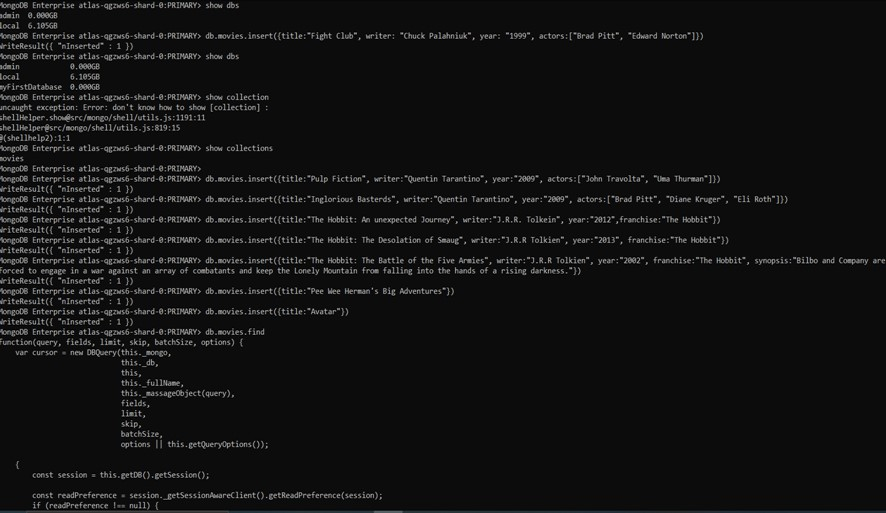 MongoDB Enterprise atlas-qgzws6-shard-0:PRIMARY> show dbs
admin  0.000GB
local  6.105GB
MongoDB Enterprise atlas-qgzws6-shard-0:PRIMARY> db.movies.insert({title:"Fight Club", writer: "Chuck Palahniuk", year: "1999", actors:["Brad Pitt", "Edward Norton"]})
WriteResult({ "nInserted" : 1 })
MongoDB Enterprise atlas-qgzws6-shard-0:PRIMARY> show dbs
admin            0.000GB
local            6.105GB
myFirstDatabase  0.000GB
MongoDB Enterprise atlas-qgzws6-shard-0:PRIMARY> show collection
uncaught exception: Error: don't know how to show [collection] :
shellHelper.show@src/mongo/shell/utils.js:1191:11
shellHelper@src/mongo/shell/utils.js:819:15
@(shellhelp2):1:1
MongoDB Enterprise atlas-qgzws6-shard-0:PRIMARY> show collections
movies
MongoDB Enterprise atlas-qgzws6-shard-0:PRIMARY>
MongoDB Enterprise atlas-qgzws6-shard-0:PRIMARY> db.movies.insert({title:"Pulp Fiction", writer:"Quentin Tarantino", year:"2009", actors:["John Travolta", "Uma Thurman"]})
WriteResult({ "nInserted" : 1 })
MongoDB Enterprise atlas-qgzws6-shard-0:PRIMARY> db.movies.insert({title:"Inglorious Basterds", writer:"Quentin Tarantino", year:"2009", actors:["Brad Pitt", "Diane Kruger", "Eli Roth"]})
WriteResult({ "nInserted" : 1 })
MongoDB Enterprise atlas-qgzws6-shard-0:PRIMARY> db.movies.insert({title:"The Hobbit: An unexpected Journey", writer:"J.R.R. Tolkein", year:"2012",franchise:"The Hobbit"})
WriteResult({ "nInserted" : 1 })
MongoDB Enterprise atlas-qgzws6-shard-0:PRIMARY> db.movies.insert({title:"The Hobbit: The Desolation of Smaug", writer:"J.R.R Tolkien", year:"2013", franchise:"The Hobbit"})
WriteResult({ "nInserted" : 1 })
MongoDB Enterprise atlas-qgzws6-shard-0:PRIMARY> db.movies.insert({title:"The Hobbit: The Battle of the Five Armies", writer:"J.R.R Tolkien", year:"2002", franchise:"The Hobbit", synopsis:"Bilbo and Company are
forced to engage in a war against an array of combatants and keep the Lonely Mountain from falling into the hands of a rising darkness."})
WriteResult({ "nInserted" : 1 })
MongoDB Enterprise atlas-qgzws6-shard-0:PRIMARY> db.movies.insert({title:"Pee Wee Herman's Big Adventures"})
WriteResult({ "nInserted" : 1 })
MongoDB Enterprise atlas-qgzws6-shard-0:PRIMARY> db.movies.insert({title:"Avatar"})
WriteResult({ "nInserted" : 1 })
MongoDB Enterprise atlas-qgzws6-shard-0:PRIMARY> db.movies.find
function(query, fields, limit, skip, batchSize, options) {
    var cursor = new DBQuery(this._mongo,
                             this._db,
                             this,
                             this._fullName,
                             this._massageObject(query),
                             fields,
                             limit,
                             skip,
                             batchSize,
                             options || this.getQueryOptions());
    {
        const session = this.getDB().getSession();
        const readPreference = session._getSessionAwareClient().getReadPreference(session);
        if (readPreference !== null) {